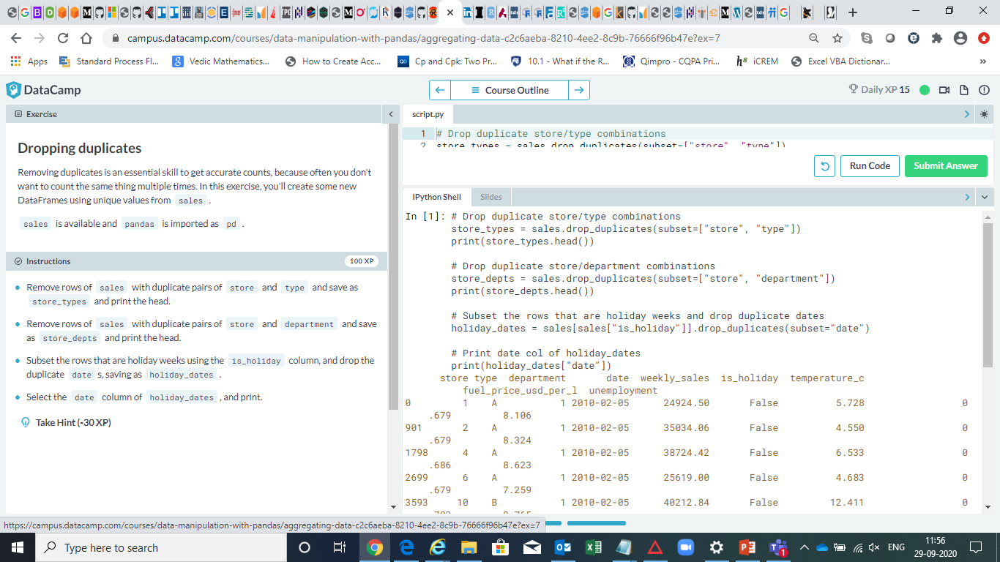 campus.datacamp.com/courses/data-manipulation-with-pandas/aggregating-data-c2c6aeba-8210-4ee2-8c9b-76666f96b47e?ex=7
Apps Standard Process Fl... Vedic Mathematics... How to Create Acc... Cp and Cpk: Two Pr... 10.1 - What if the R... Qimpro - CQPA Pri... iCREM Excel VBA Dictionar... »
DataCamp
Course Outline
Daily XP 15
Exercise
Dropping duplicates
Removing duplicates is an essential skill to get accurate counts, because often you don't
want to count the same thing multiple times. In this exercise, you'll create some new
DataFrames using unique values from sales .
sales is available and pandas is imported as pd .
Instructions 100 XP
Remove rows of sales with duplicate pairs of store and type and save as
store_types and print the head.
Remove rows of sales with duplicate pairs of store and department and save
as store_depts and print the head.
Subset the rows that are holiday weeks using the is_holiday column, and drop the
duplicate date s, saving as holiday_dates .
Select the date column of holiday_dates , and print.
Take Hint (-30 XP)
script.py
1 # Drop duplicate store/type combinations
2 store_types = sales.drop_duplicates(subset=["store", "type"])
Run Code
Submit Answer
IPython Shell Slides
In [1]: # Drop duplicate store/type combinations
store_types = sales.drop_duplicates(subset=["store", "type"])
print(store_types.head())
# Drop duplicate store/department combinations
store_depts = sales.drop_duplicates(subset=["store", "department"])
print(store_depts.head())
# Subset the rows that are holiday weeks and drop duplicate dates
holiday_dates = sales[sales["is_holiday"]].drop_duplicates(subset="date")
# Print date col of holiday_dates
print(holiday_dates["date"])
store type department date weekly_sales is_holiday temperature_c
fuel_price_usd_per_l unemployment
0 1 A 1 2010-02-05 24924.50 False 5.728 0
.679 8.106
901 2 A 1 2010-02-05 35034.06 False 4.550 0
.679 8.324
1798 4 A 1 2010-02-05 38724.42 False 6.533 0
.686 8.623
2699 6 A 1 2010-02-05 25619.00 False 4.683 0
.679 7.259
3593 10 B 1 2010-02-05 40212.84 False 12.411 0
https://campus.datacamp.com/courses/data-manipulation-with-pandas/aggregating-data-c2c6aeba-8210-4ee2-8c9b-76666f96b47e?ex=7
Type here to search
ENG
11:56
29-09-2020